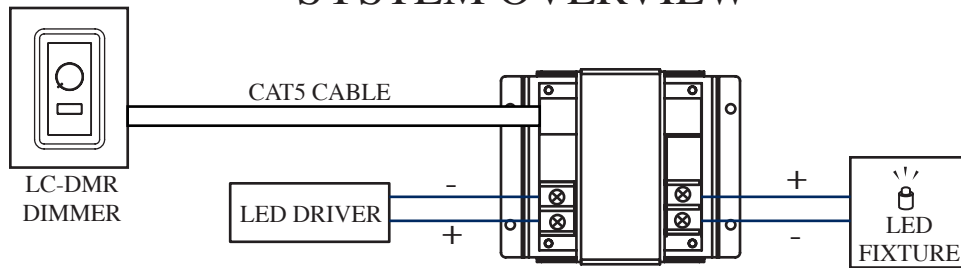 SYSTEM OVERVIEW
CAT5 CABLE
LC-DMR
DIMMER
LED DRIVER
-
+
+
-
LED
FIXTURE